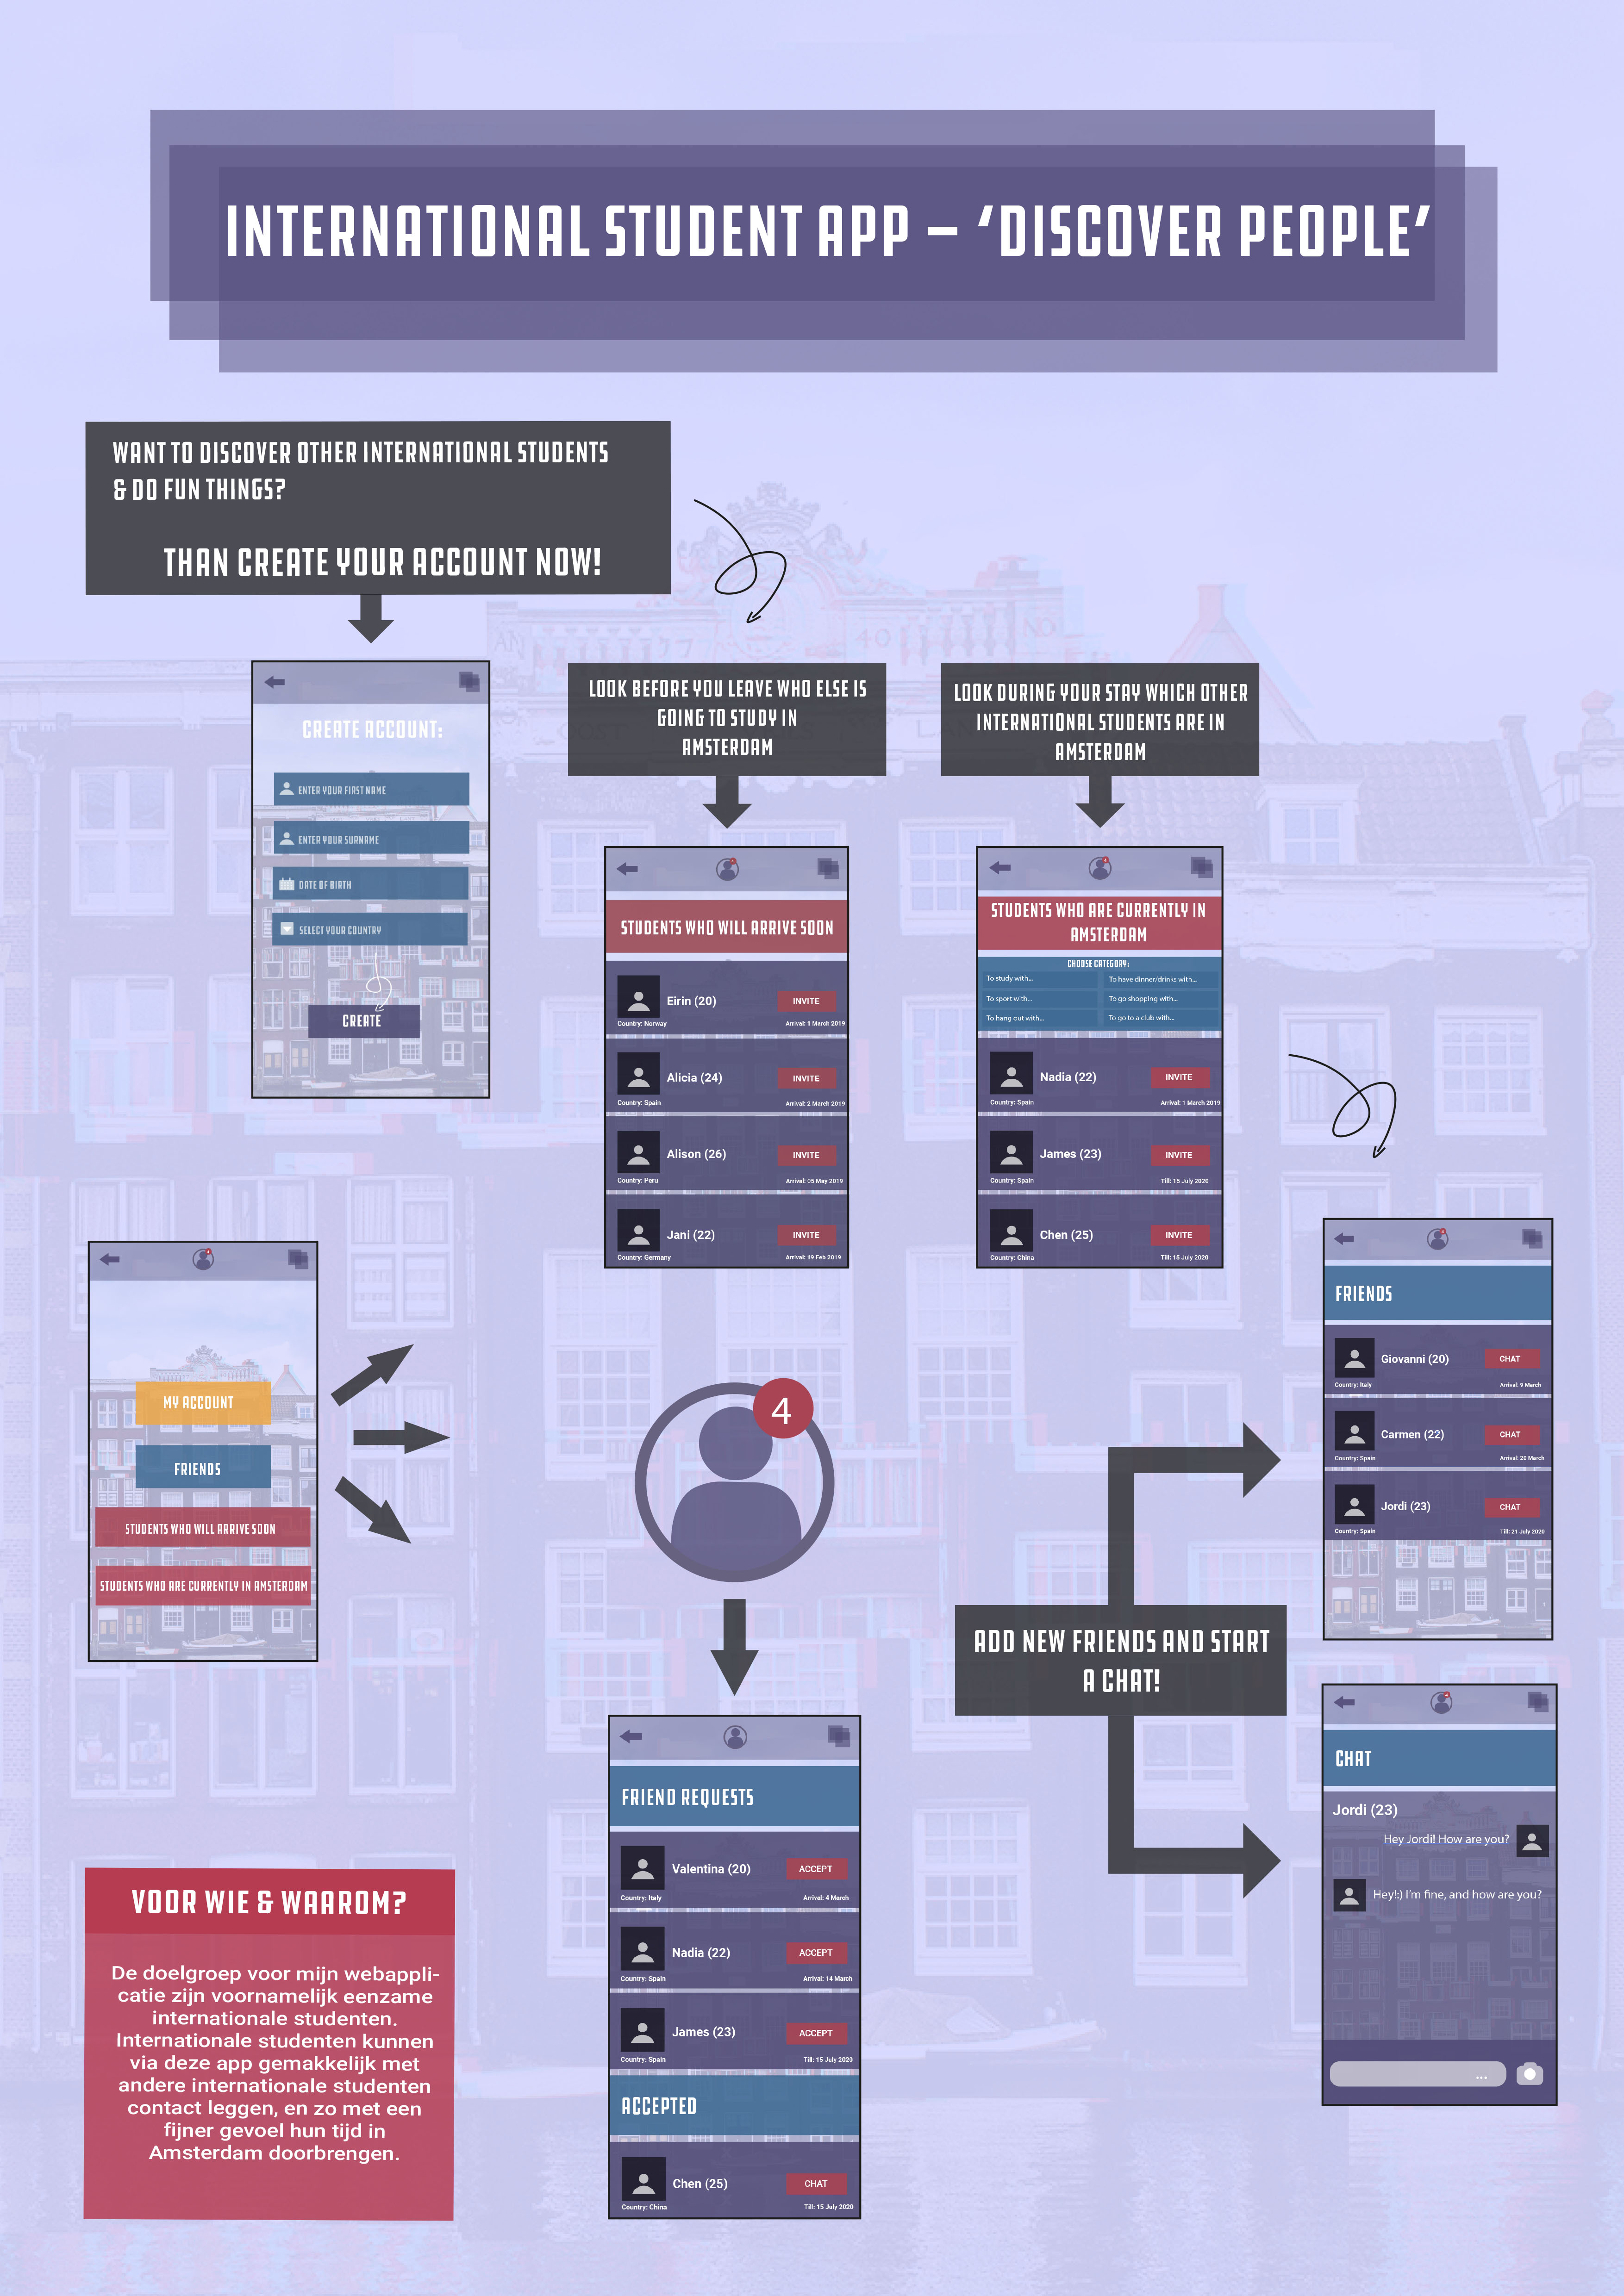 INTERNATIONAL STUDENT APP – ‘DISCOVER PEOPLE’
WANT TO DISCOVER OTHER INTERNATIONAL STUDENTS
& DO FUN THINGS?
THAN CREATE YOUR ACCOUNT NOW!
CREATE ACCOUNT:
ENTER YOUR FIRST NAME
ENTER YOUR SURNAME
DATE OF BIRTH
SELECT YOUR COUNTRY
CREATE
LOOK BEFORE YOU LEAVE WHO ELSE IS
GOING TO STUDY IN
AMSTERDAM
STUDENTS WHO WILL ARRIVE SOON
Eirin (20)
INVITE
Country: Norway
Arrival: 1 March 2019
Alicia (24)
INVITE
Country: Spain
Arrival: 2 March 2019
Alison (26)
INVITE
Country: Peru
Arrival: 05 May 2019
Jani (22)
INVITE
Country: Germany
Arrival: 19 Feb 2019
LOOK DURING YOUR STAY WHICH OTHER
INTERNATIONAL STUDENTS ARE IN
AMSTERDAM
STUDENTS WHO ARE CURRENTLY IN
AMSTERDAM
CHOOSE CATEGORY:
To study with...
To have dinner/drinks with...
To sport with...
To go shopping with...
To hang out with...
To go to a club with...
Nadia (22)
INVITE
Country: Spain
Arrival: 1 March 2019
James (23)
INVITE
Country: Spain
Till: 15 July 2020
Chen (25)
INVITE
Country: China
Till: 15 July 2020
MY ACCOUNT
FRIENDS
STUDENTS WHO WILL ARRIVE SOON
STUDENTS WHO ARE CURRENTLY IN AMSTERDAM
4
FRIEND REQUESTS
Valentina (20)
ACCEPT
Country: Italy
Arrival: 4 March
Nadia (22)
ACCEPT
Country: Spain
Arrival: 14 March
James (23)
ACCEPT
Country: Spain
Till: 15 July 2020
ACCEPTED
Chen (25)
CHAT
Country: China
Till: 15 July 2020
ADD NEW FRIENDS AND START
A CHAT!
FRIENDS
Giovanni (20)
CHAT
Country: Italy
Arrival: 9 March
Carmen (22)
CHAT
Country: Spain
Arrival: 20 March
Jordi (23)
CHAT
Country: Spain
Till: 21 July 2020
CHAT
Jordi (23)
Hey Jordi! How are you?
Hey!:) I'm fine, and how are you?
...
VOOR WIE & WAAROM?
De doelgroep voor mijn webappli-
catie zijn voornamelijk eenzame
internationale studenten.
Internationale studenten kunnen
via deze app gemakkelijk met
andere internationale studenten
contact leggen, en zo met een
fijner gevoel hun tijd in
Amsterdam doorbrengen.